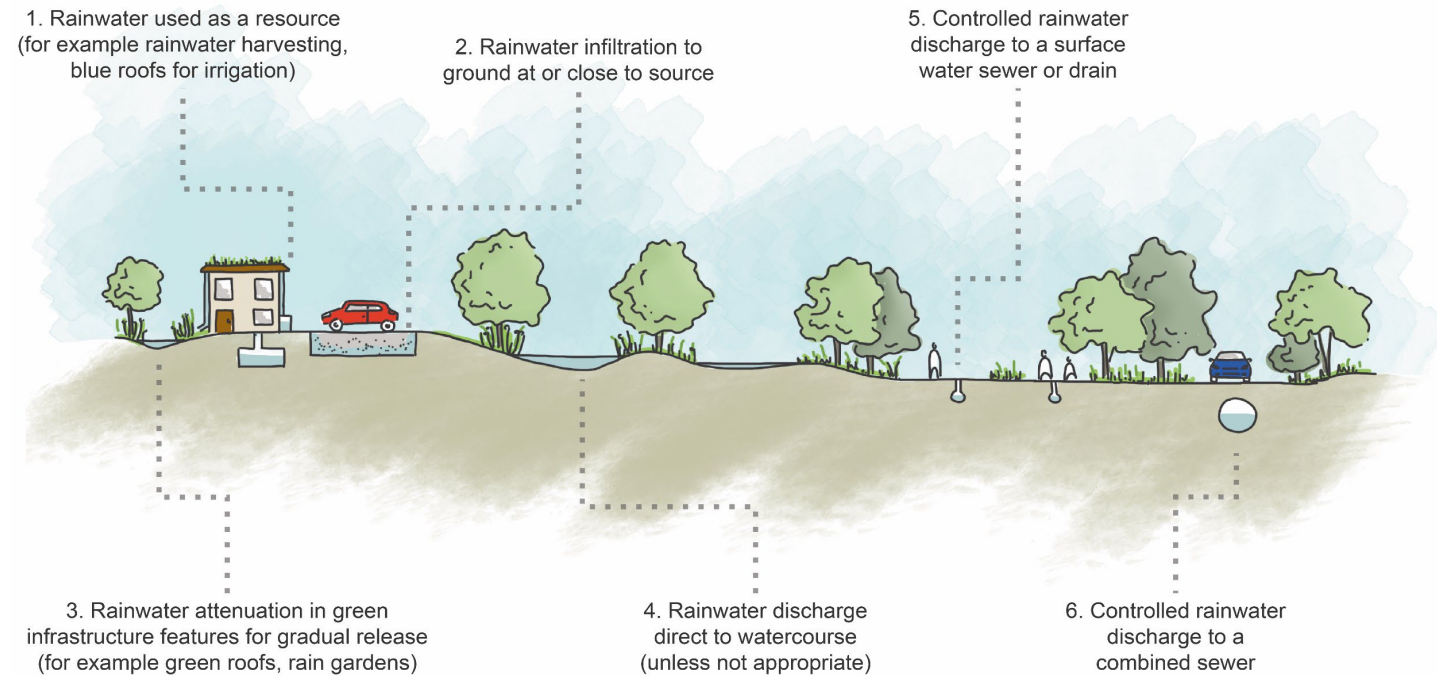 1. Rainwater used as a resource
(for example rainwater harvesting,
blue roofs for irrigation)
2. Rainwater infiltration to
ground at or close to source
5. Controlled rainwater
discharge to a surface
water sewer or drain
3. Rainwater attenuation in green
infrastructure features for gradual release
(for example green roofs, rain gardens)
4. Rainwater discharge
direct to watercourse
(unless not appropriate)
6. Controlled rainwater
discharge to a
combined sewer